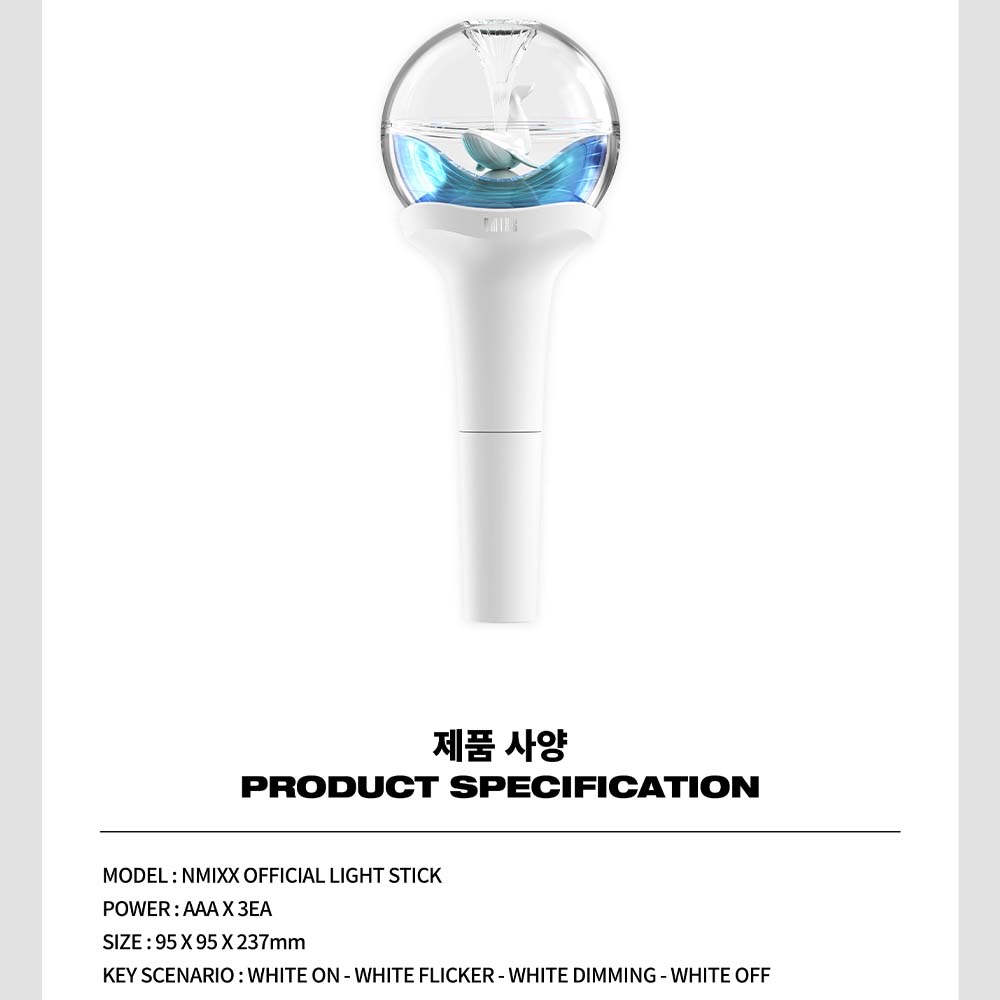 제품 사양
PRODUCT SPECIFICATION
MODEL : NMIXX OFFICIAL LIGHT STICK
POWER : AAA X 3EA
SIZE : 95 X 95 X 237mm
KEY SCENARIO : WHITE ON - WHITE FLICKER - WHITE DIMMING - WHITE OFF